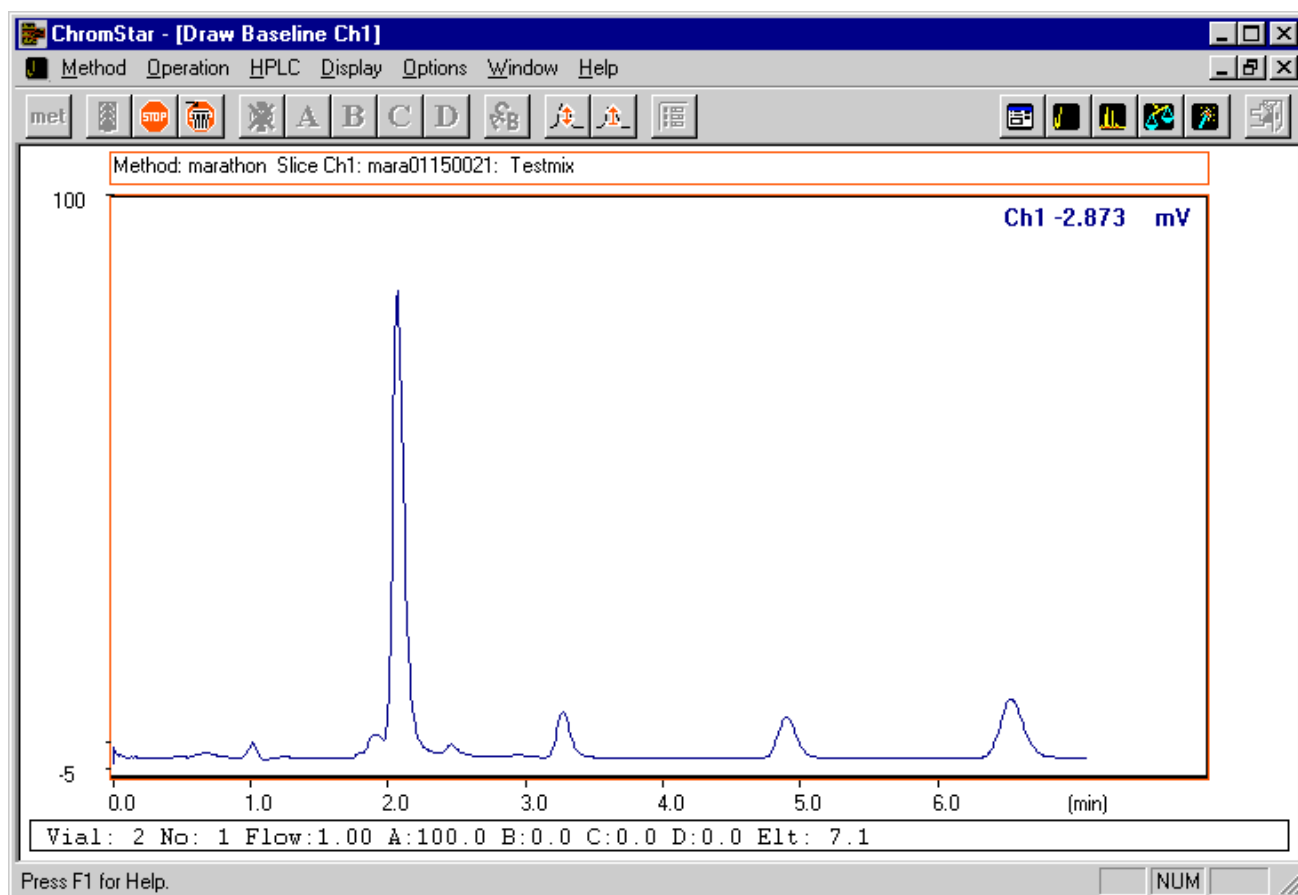 ChromStar - [Draw Baseline Ch1]
Method Operation HPLC Display Options Window Help
met STOP A B C D B
Method: marathon Slice Ch1: mara01150021: Testmix
100
Ch1 -2.873 mV
-5
0.0 1.0 2.0 3.0 4.0 5.0 6.0 (min)
Vial: 2 No: 1 Flow:1.00 A:100.0 B:0.0 C:0.0 D:0.0 Elt: 7.1
Press F1 for Help.
NUM